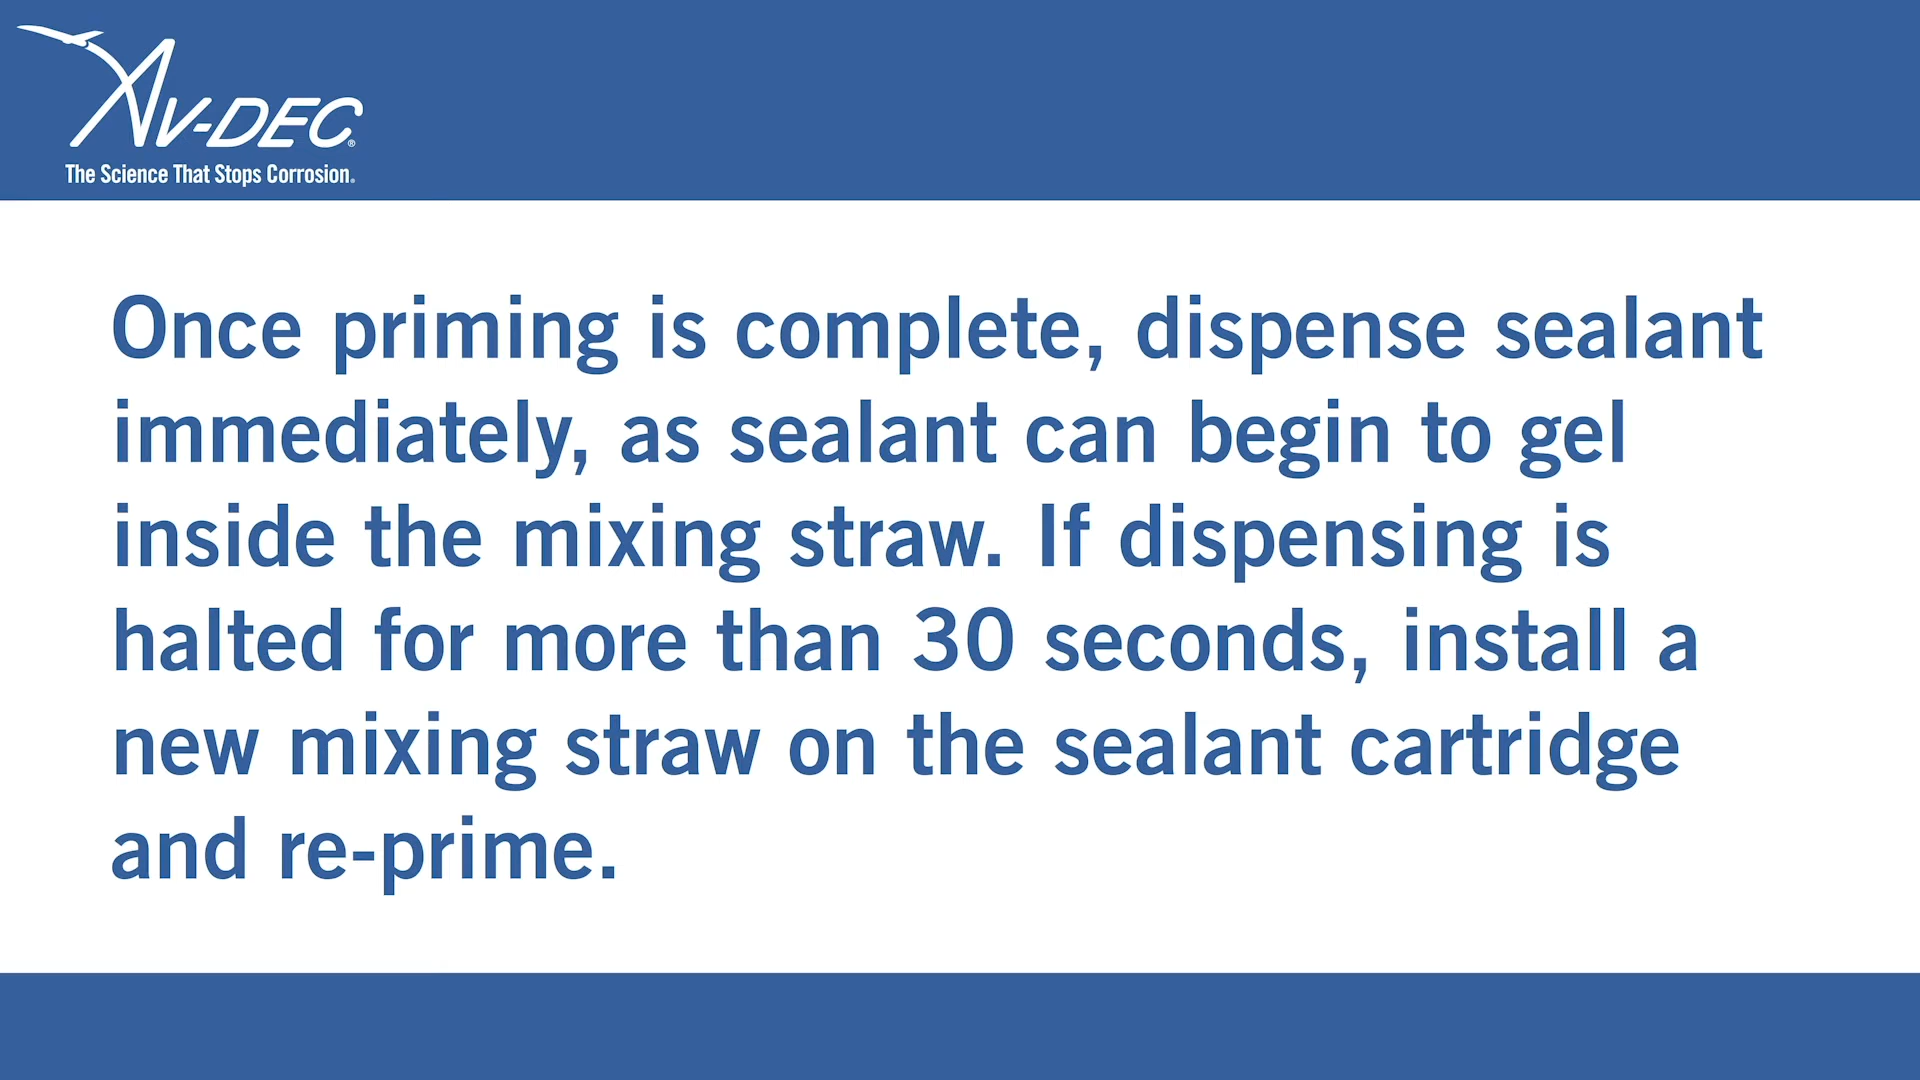 AV-DEC®
The Science That Stops Corrosion®
Once priming is complete, dispense sealant
immediately, as sealant can begin to gel
inside the mixing straw. If dispensing is
halted for more than 30 seconds, install a
new mixing straw on the sealant cartridge
and re-prime.